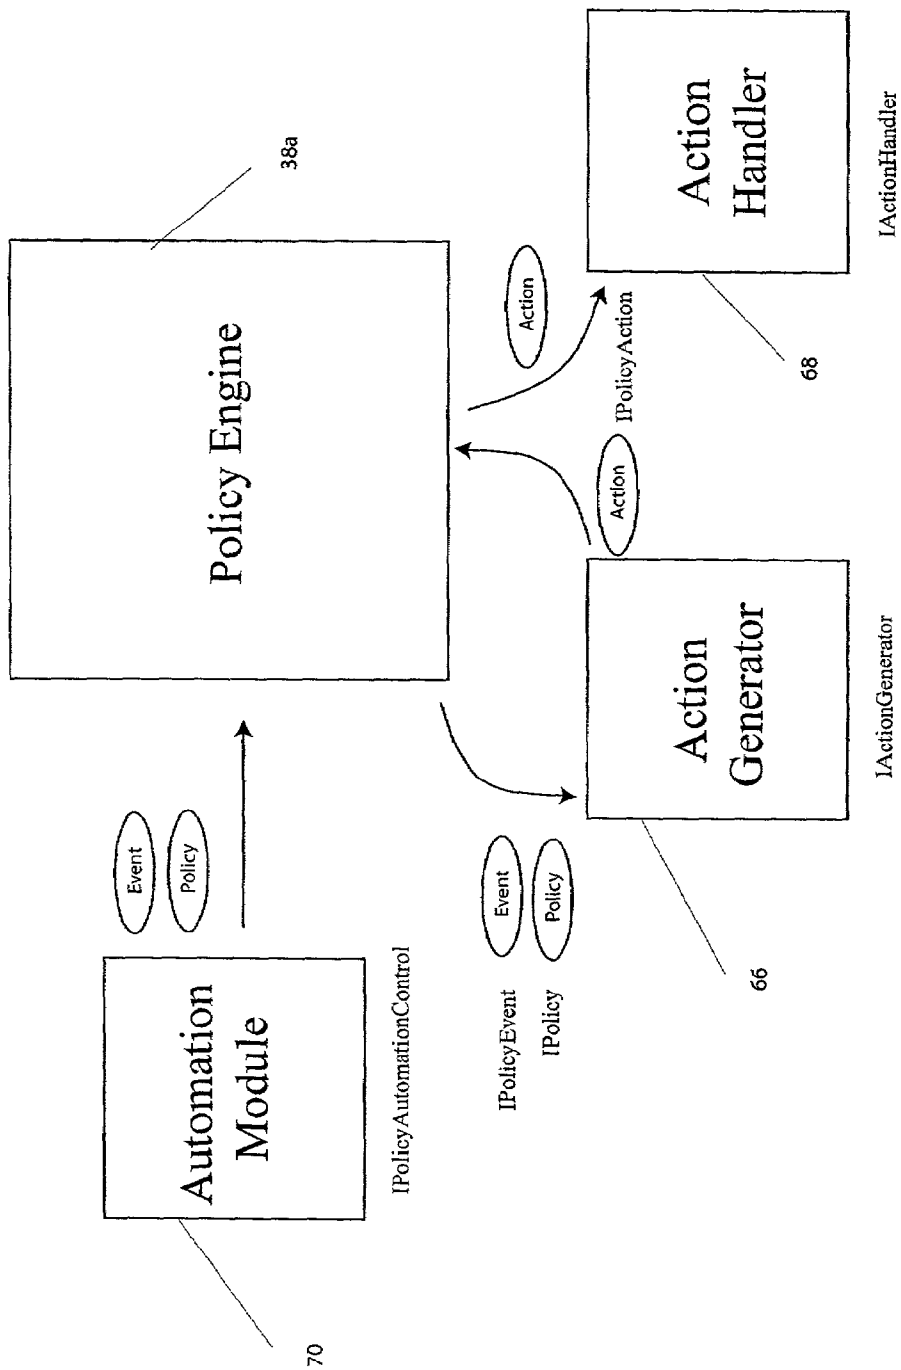 70
Automation
Module
IPolicyAutomationControl
Event
Policy
Policy Engine
38a
IPolicyEvent
IPolicy
Event
Policy
66
Action
Generator
IActionGenerator
Action
IPolicyAction
Action
68
Action
Handler
IActionHandler